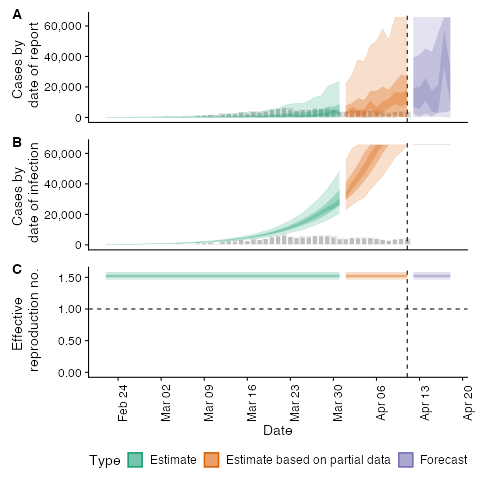 A
Cases by
date of report
60,000
40,000
20,000
0
B
Cases by
date of infection
60,000
40,000
20,000
0
C
Effective
reproduction no.
1.50
1.00
0.50
0.00
Feb 24
Mar 02
Mar 09
Mar 16
Mar 23
Mar 30
Apr 06
Apr 13
Apr 20
Date
Type Estimate Estimate based on partial data Forecast